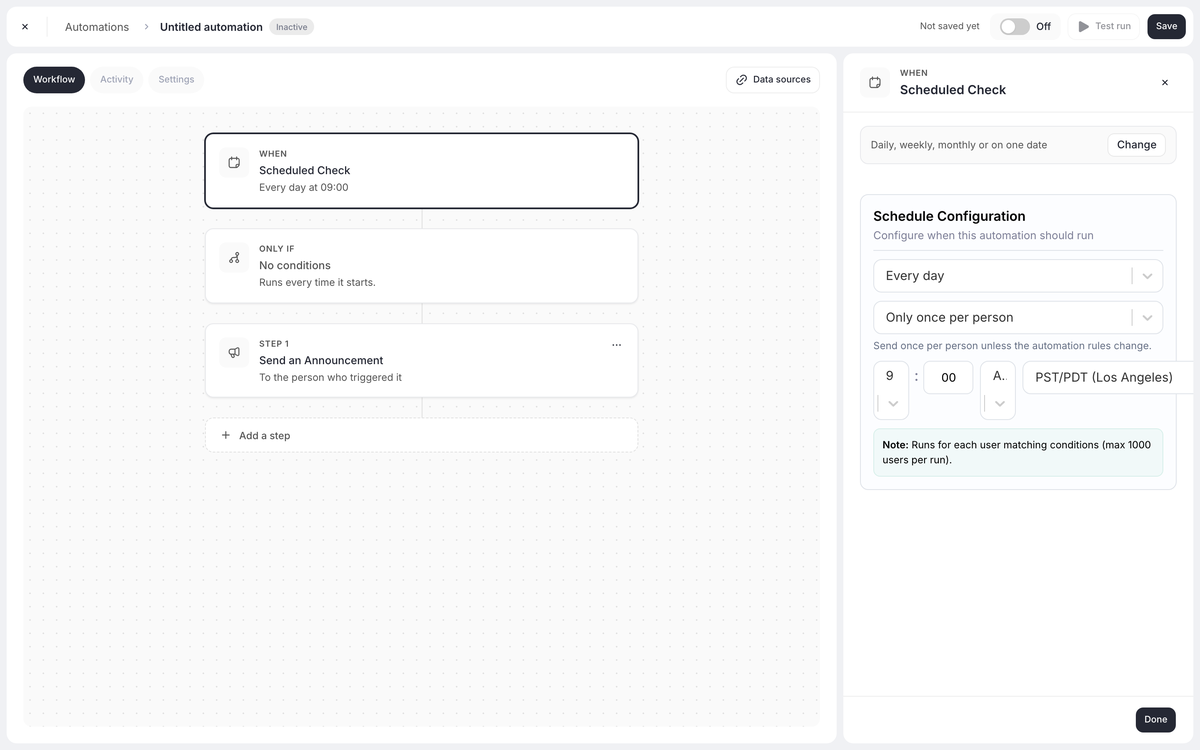 Automations
Untitled automation
Inactive
Not saved yet
Off
Test run
Save
Workflow
Activity
Settings
Data sources
WHEN
Scheduled Check
Every day at 09:00
ONLY IF
No conditions
Runs every time it starts.
STEP 1
Send an Announcement
To the person who triggered it
Add a step
WHEN
Scheduled Check
Daily, weekly, monthly or on one date
Change
Schedule Configuration
Configure when this automation should run
Every day
Only once per person
Send once per person unless the automation rules change.
9 : 00 A. PST/PDT (Los Angeles)
Note: Runs for each user matching conditions (max 1000
users per run).
Done